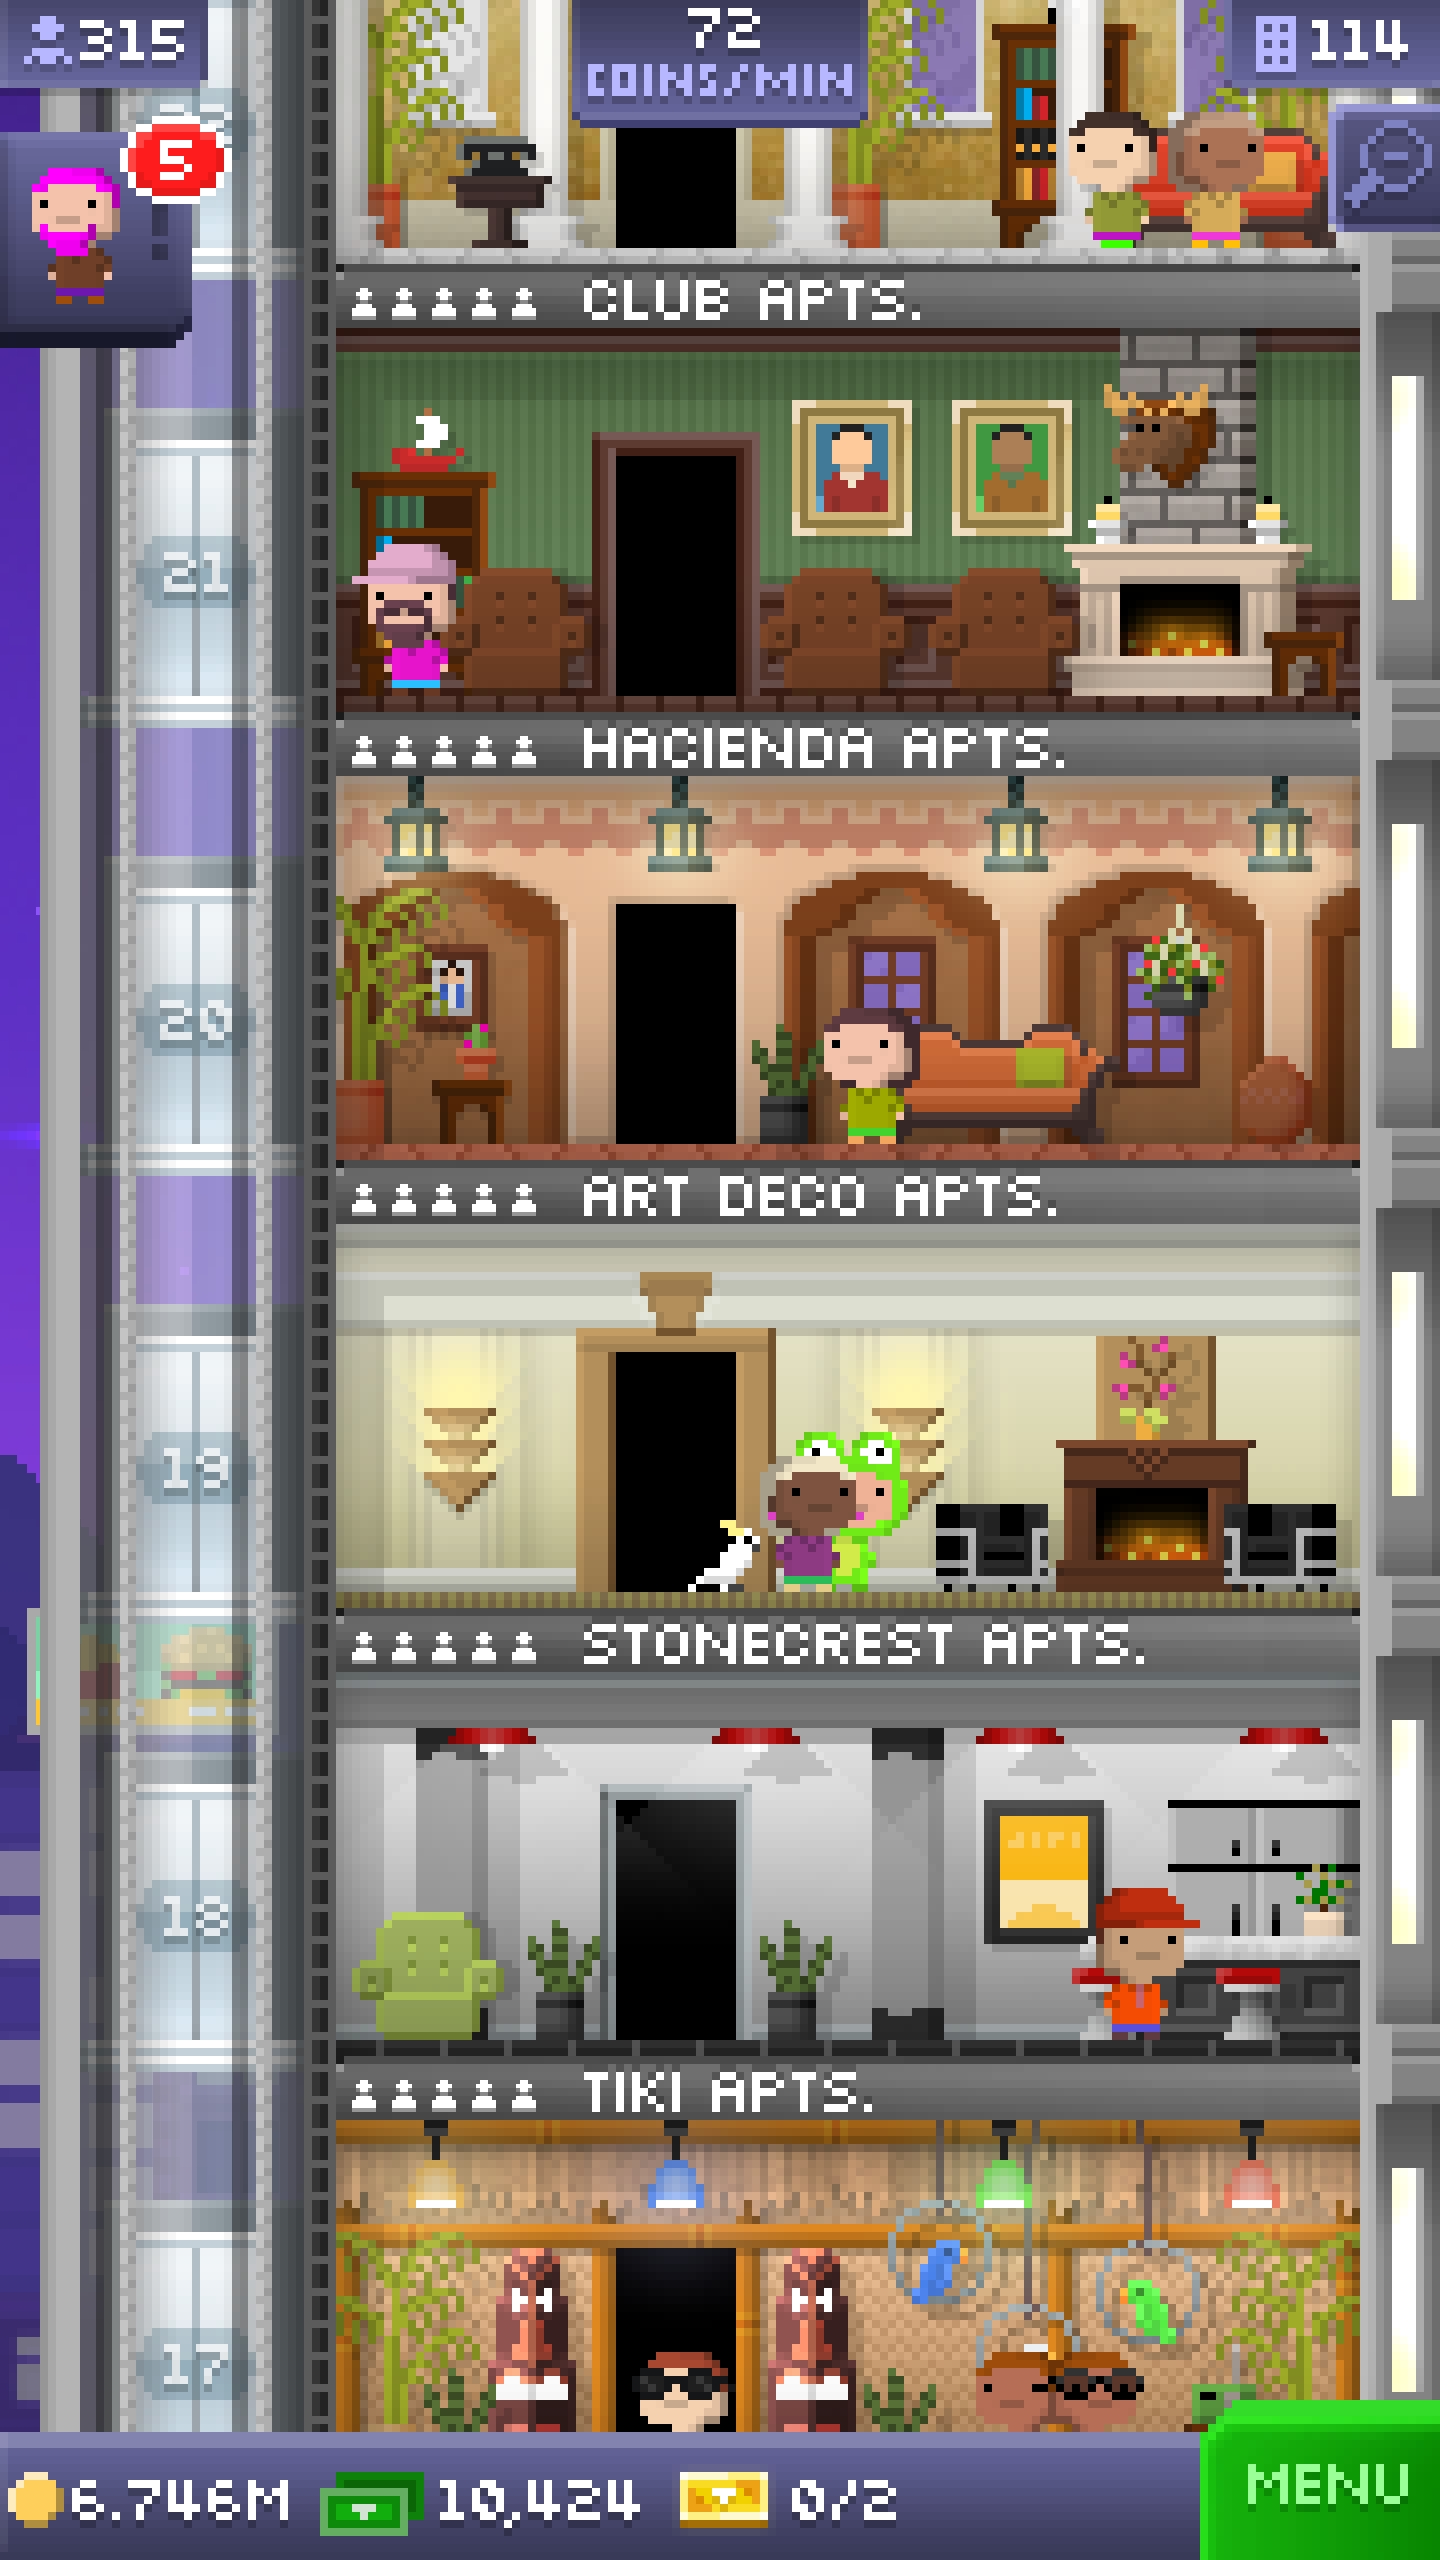 315
72
COINS/MIN
114
5
CLUB APTS.
21
HACIENDA APTS.
20
ART DECO APTS.
19
STONECREST APTS.
18
TIKI APTS.
17
6.746M
10,424
0/2
MENU